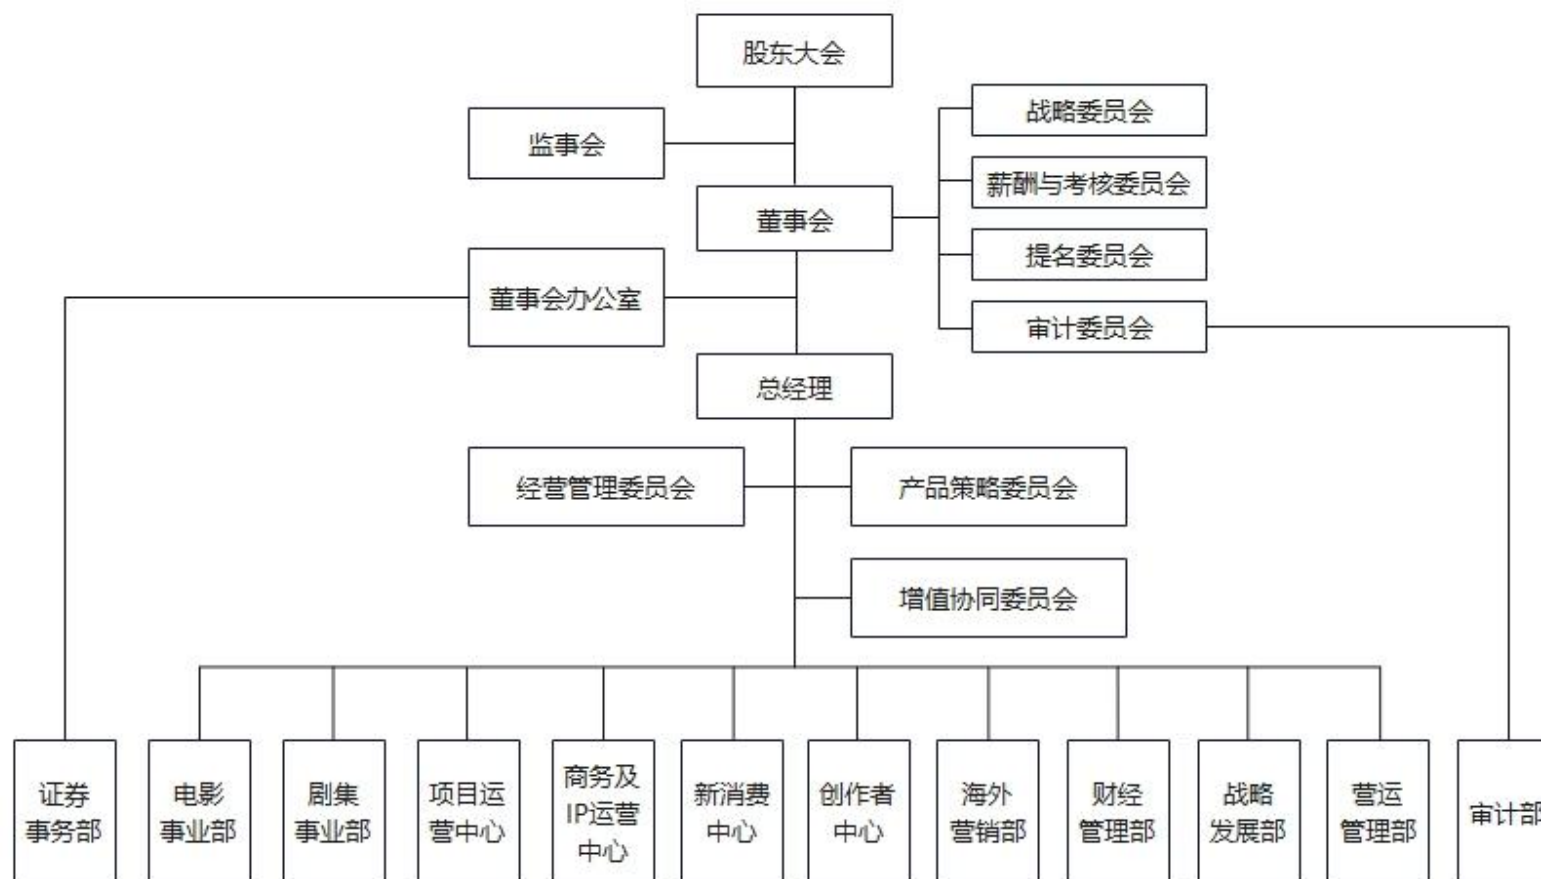 股东大会
监事会
战略委员会
薪酬与考核委员会
董事会
提名委员会
董事会办公室
审计委员会
总经理
经营管理委员会
产品策略委员会
增值协同委员会
证券
事务部
电影
事业部
剧集
事业部
项目运
营中心
商务及
IP运营
中心
新消费
中心
创作者
中心
海外
营销部
财经
管理部
战略
发展部
营运
管理部
审计部